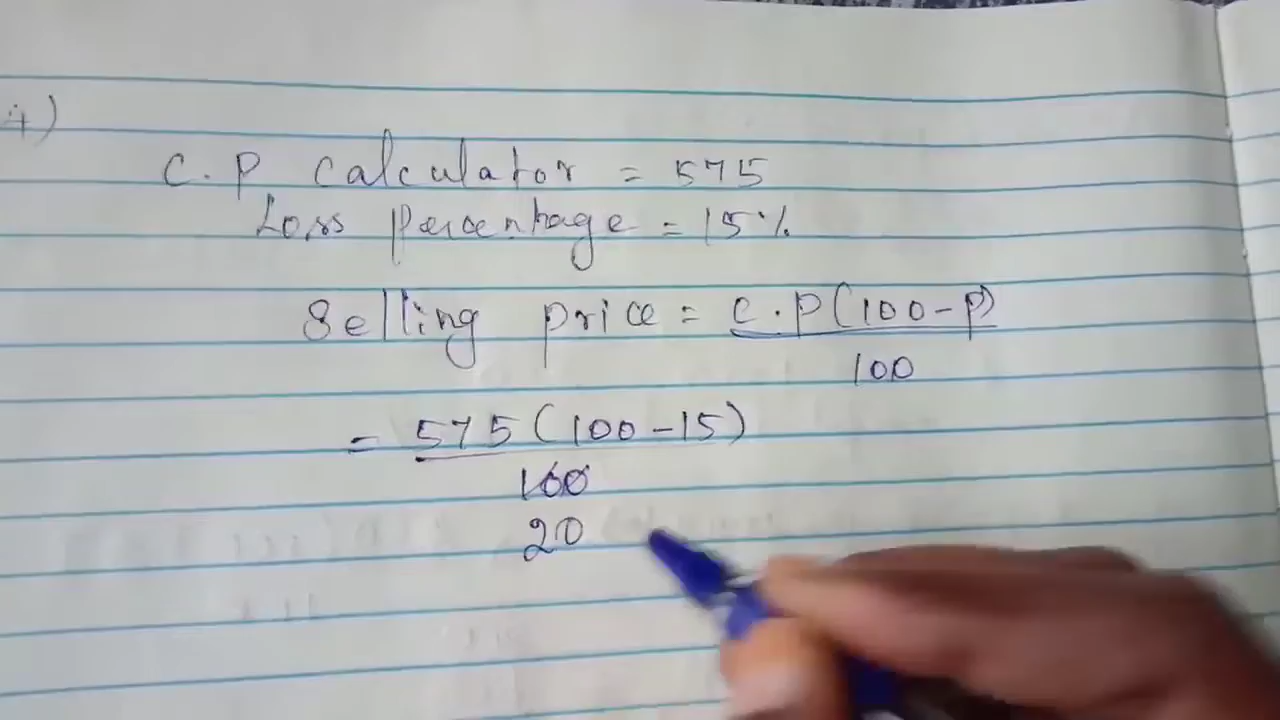 4)
C.P calculator = 575
Loss percentage = 15%
Selling price = C.P(100-P)
100
= 575(100-15)
100
20